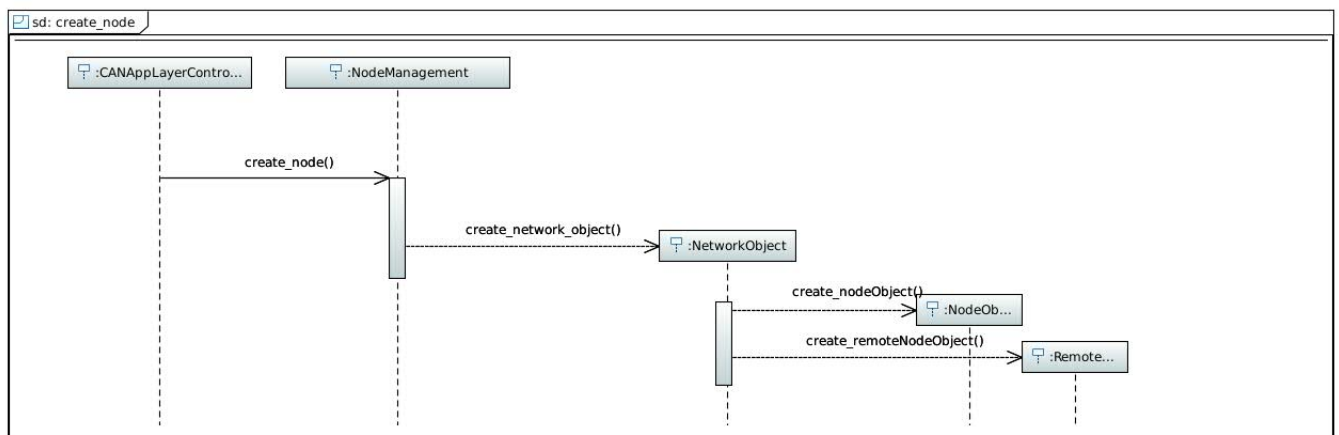 sd: create_node
:CANAppLayerContro...
:NodeManagement
create_node()
create_network_object()
:NetworkObject
create_nodeObject()
:NodeOb...
create_remoteNodeObject()
:Remote...